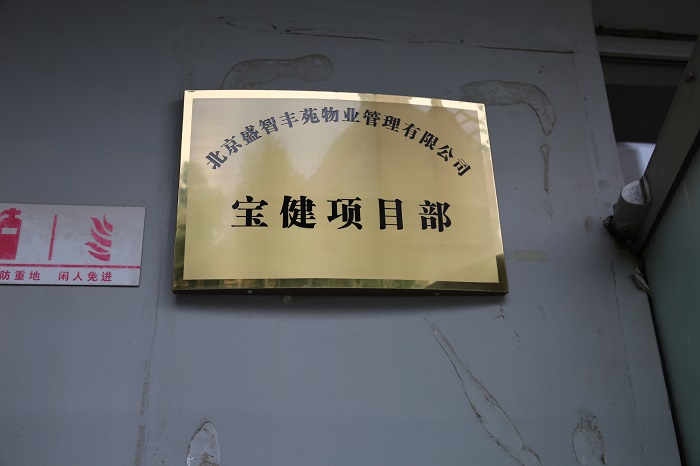 北京盛智丰苑物业管理有限公司
宝健项目部
防重地 闲人免进